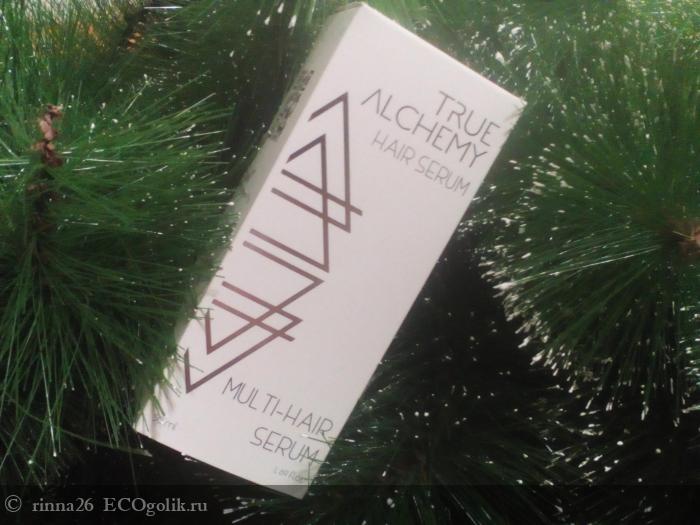 TRUE
ALCHEMY
HAIR SERUM
MULTI-HAIR
SERUM
© rinna26 ECOgolik.ru